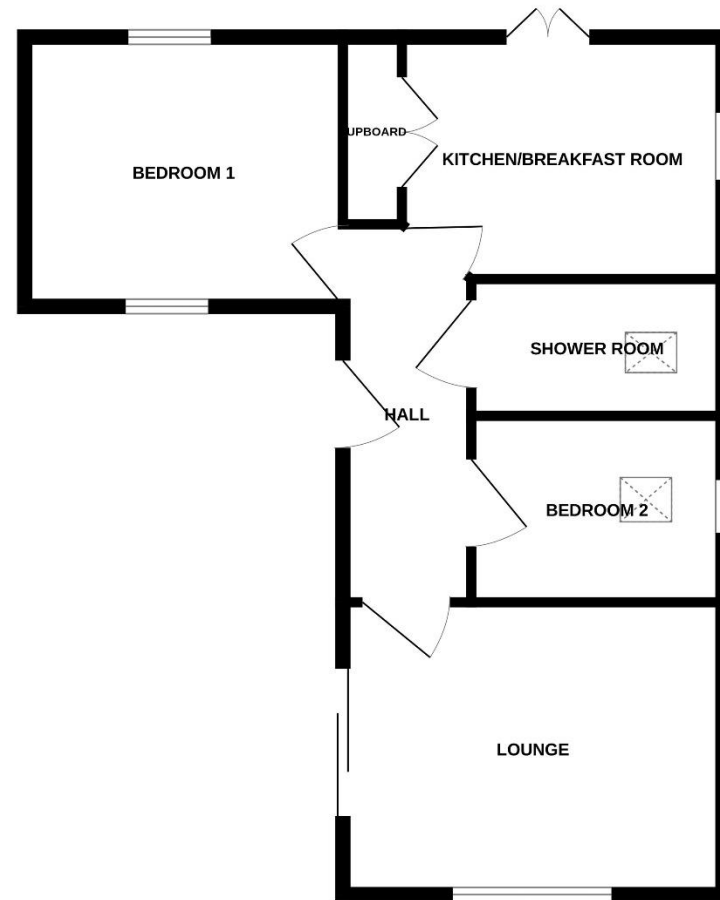 BEDROOM 1
UPBOARD
KITCHEN/BREAKFAST ROOM
SHOWER ROOM
HALL
BEDROOM 2
LOUNGE